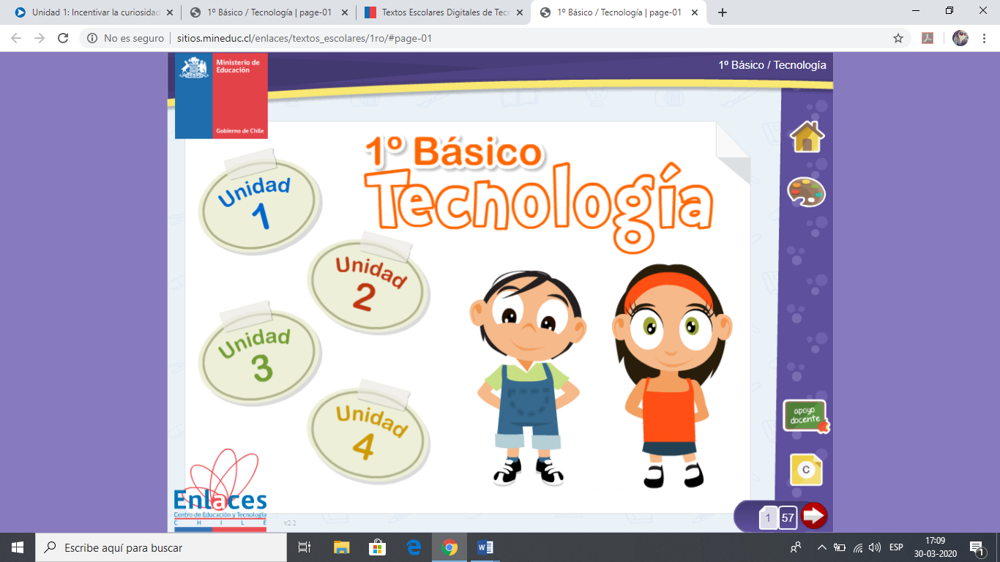 Unidad 1: Incentivar la curiosidad
1º Básico / Tecnología | page-01
Textos Escolares Digitales de Tec
1º Básico / Tecnología | page-01
No es seguro
sitios.mineduc.cl/enlaces/textos_escolares/1ro/#page-01
Ministerio de
Educación
Gobierno de Chile
1º Básico / Tecnología
1º Básico
Tecnología
Unidad
1
Unidad
2
Unidad
3
Unidad
4
apoyo
docente
C
Enlaces
Centro de Educación y Tecnología
CHILE
v2.2
1 57
Escribe aquí para buscar
ESP
17:09
30-03-2020
1